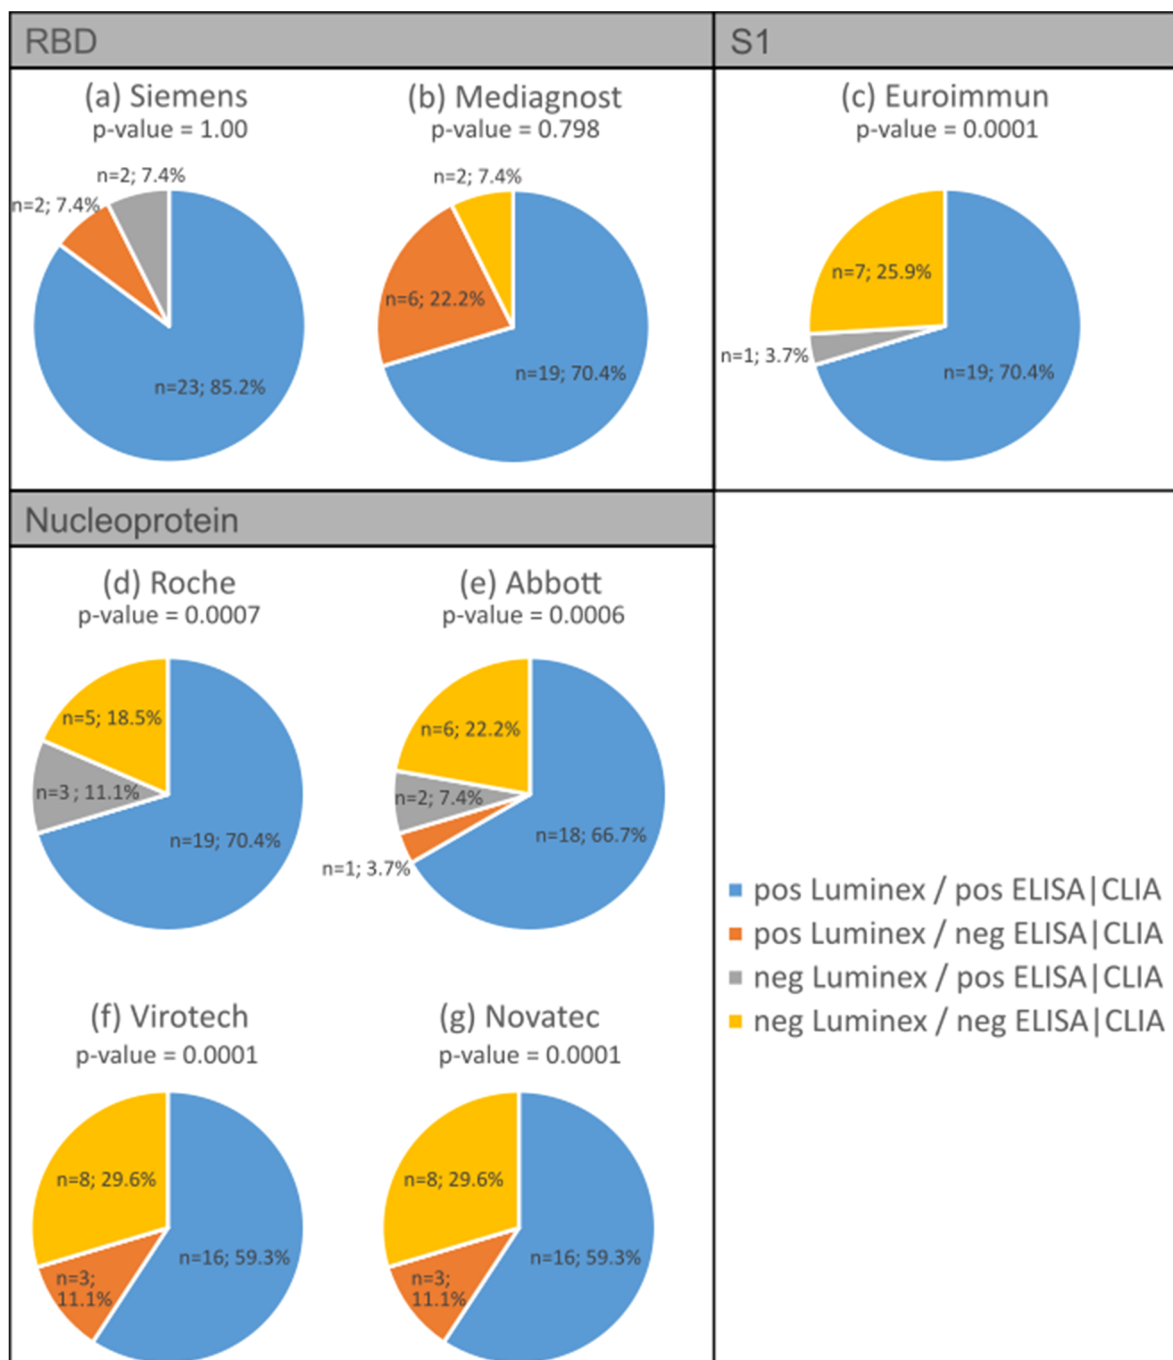 RBD
S1
(a) Siemens
p-value = 1.00
(b) Mediagnost
p-value = 0.798
(c) Euroimmun
p-value = 0.0001
n=2; 7.4%
n=2; 7.4%
n=23; 85.2%
n=2; 7.4%
n=6; 22.2%
n=19; 70.4%
n=7; 25.9%
n=1; 3.7%
n=19; 70.4%
Nucleoprotein
(d) Roche
p-value = 0.0007
(e) Abbott
p-value = 0.0006
n=5; 18.5%
n=3 ; 11.1%
n=19; 70.4%
n=6; 22.2%
n=2; 7.4%
n=1; 3.7%
n=18; 66.7%
(f) Virotech
p-value = 0.0001
(g) Novatec
p-value = 0.0001
n=8; 29.6%
n=3;
11.1%
n=16; 59.3%
n=8; 29.6%
n=3;
11.1%
n=16; 59.3%
pos Luminex / pos ELISA|CLIA
pos Luminex / neg ELISA|CLIA
neg Luminex / pos ELISA|CLIA
neg Luminex / neg ELISA|CLIA